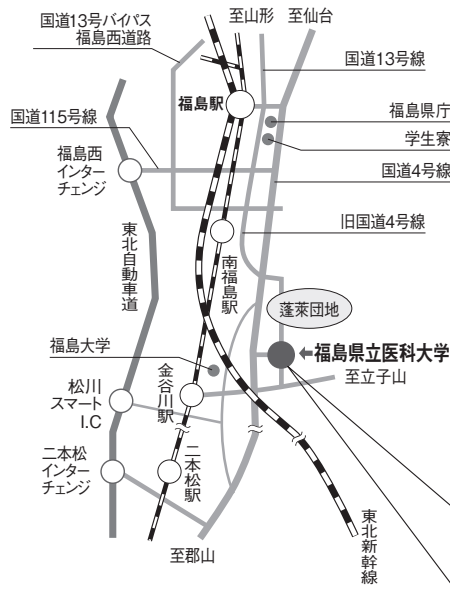 至山形
至仙台
国道13号バイパス
福島西道路
国道13号線
福島駅
福島県庁
国道115号線
学生寮
福島西
インター
チェンジ
国道4号線
旧国道4号線
東北自動車道
南福島駅
蓬莱団地
福島大学
←福島県立医科大学
至立子山
金谷川駅
松川
スマート
I.C
二本松
インター
チェンジ
二本松駅
至郡山
東北新幹線